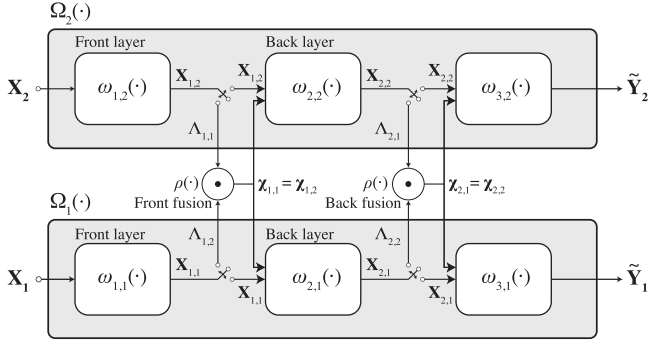 Ω₂(·)
Front layer
Back layer
X₂
ω₁,₂(·)
X₁,₂
X₁,₂
ω₂,₂(·)
X₂,₂
X₂,₂
ω₃,₂(·)
Ỹ₂
Λ₁,₁
Λ₂,₁
ρ(·)
Front fusion
χ₁,₁ = χ₁,₂
ρ(·)
Back fusion
χ₂,₁ = χ₂,₂
Ω₁(·)
Λ₁,₂
Λ₂,₂
Front layer
Back layer
X₁
ω₁,₁(·)
X₁,₁
X₁,₁
ω₂,₁(·)
X₂,₁
X₂,₁
ω₃,₁(·)
Ỹ₁